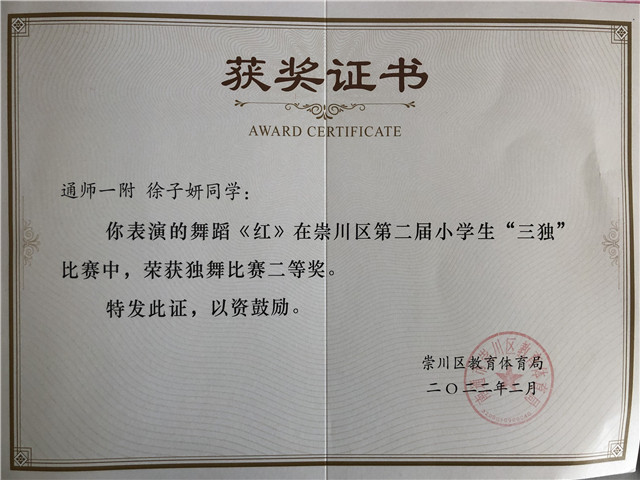 获奖证书
AWARD CERTIFICATE
通师一附 徐子妍同学：
你表演的舞蹈《红》在崇川区第二届小学生“三独”
比赛中，荣获独舞比赛二等奖。
特发此证，以资鼓励。
崇川区教育体育局
二〇二二年二月